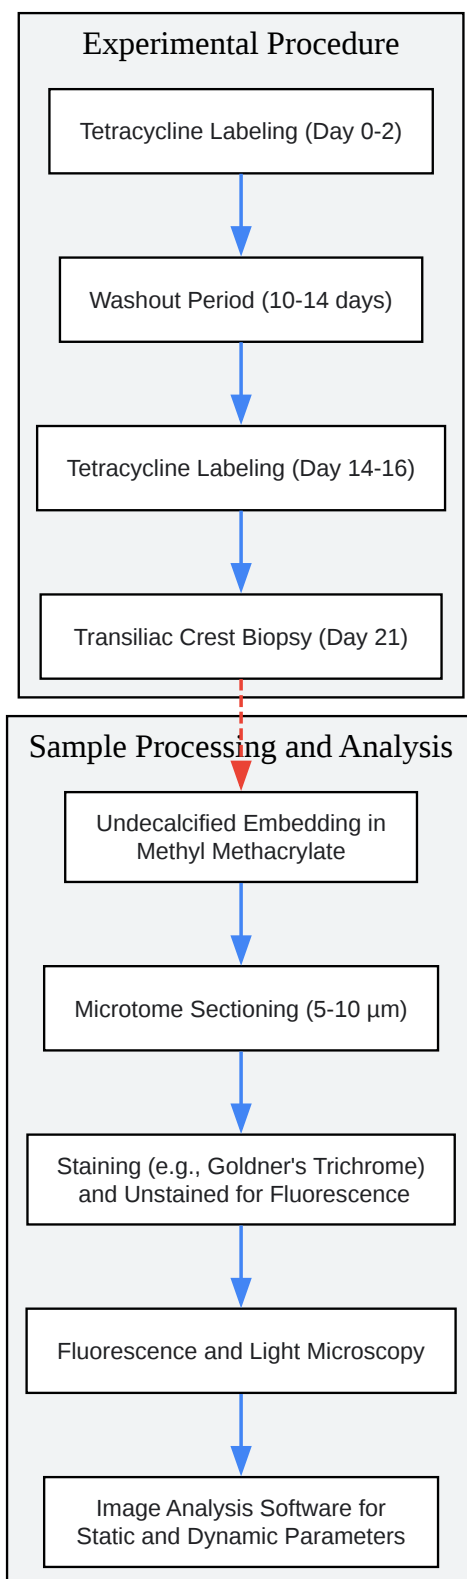 Experimental Procedure
Tetracycline Labeling (Day 0-2)
Washout Period (10-14 days)
Tetracycline Labeling (Day 14-16)
Transiliac Crest Biopsy (Day 21)
Sample Processing and Analysis
Undecalcified Embedding in
Methyl Methacrylate
Microtome Sectioning (5-10 µm)
Staining (e.g., Goldner's Trichrome)
and Unstained for Fluorescence
Fluorescence and Light Microscopy
Image Analysis Software for
Static and Dynamic Parameters